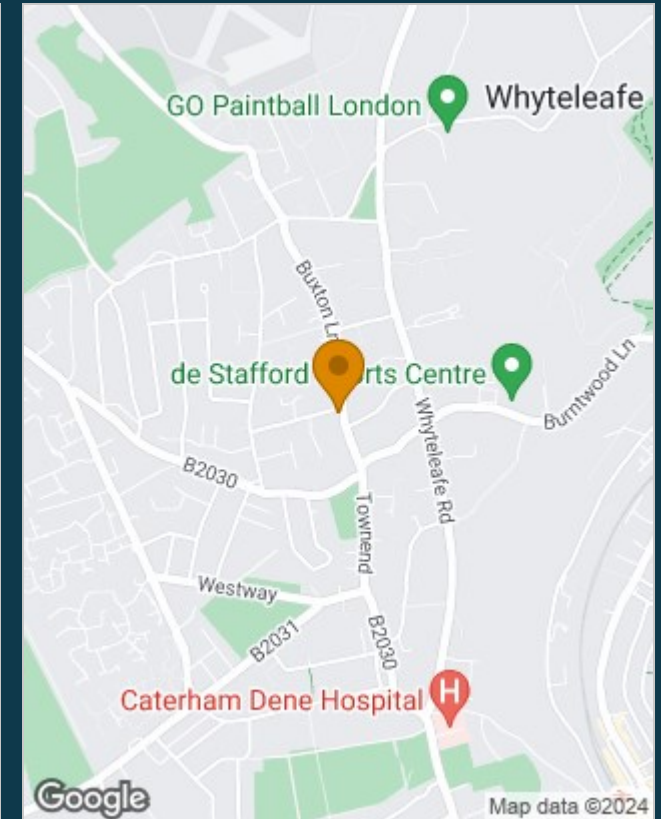 GO Paintball London
Whyteleafe
Buxton Ln
de Stafford
rts Centre
Burntwood Ln
Whyteleafe Rd
B2030
Townend
Westway
B2031
B2030
Caterham Dene Hospital
H
Google
Map data ©2024